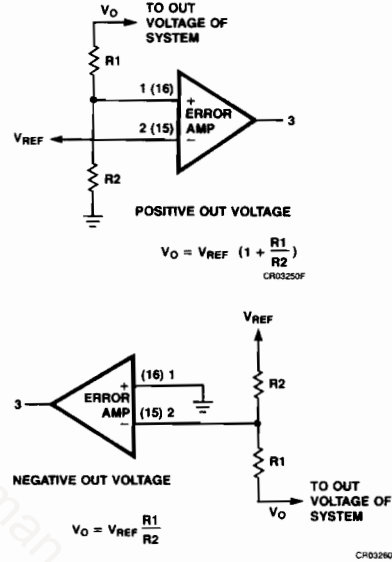 VO
TO OUT
VOLTAGE OF
SYSTEM
R1
1 (16)
+
ERROR
AMP
3
VREF
2 (15)
−
R2
POSITIVE OUT VOLTAGE
VO = VREF (1 + R1/R2)
CR03250F
VREF
(16) 1
+
ERROR
AMP
3
R2
(15) 2
−
R1
NEGATIVE OUT VOLTAGE
VO
TO OUT
VOLTAGE OF
SYSTEM
VO = VREF R1/R2
CR03260